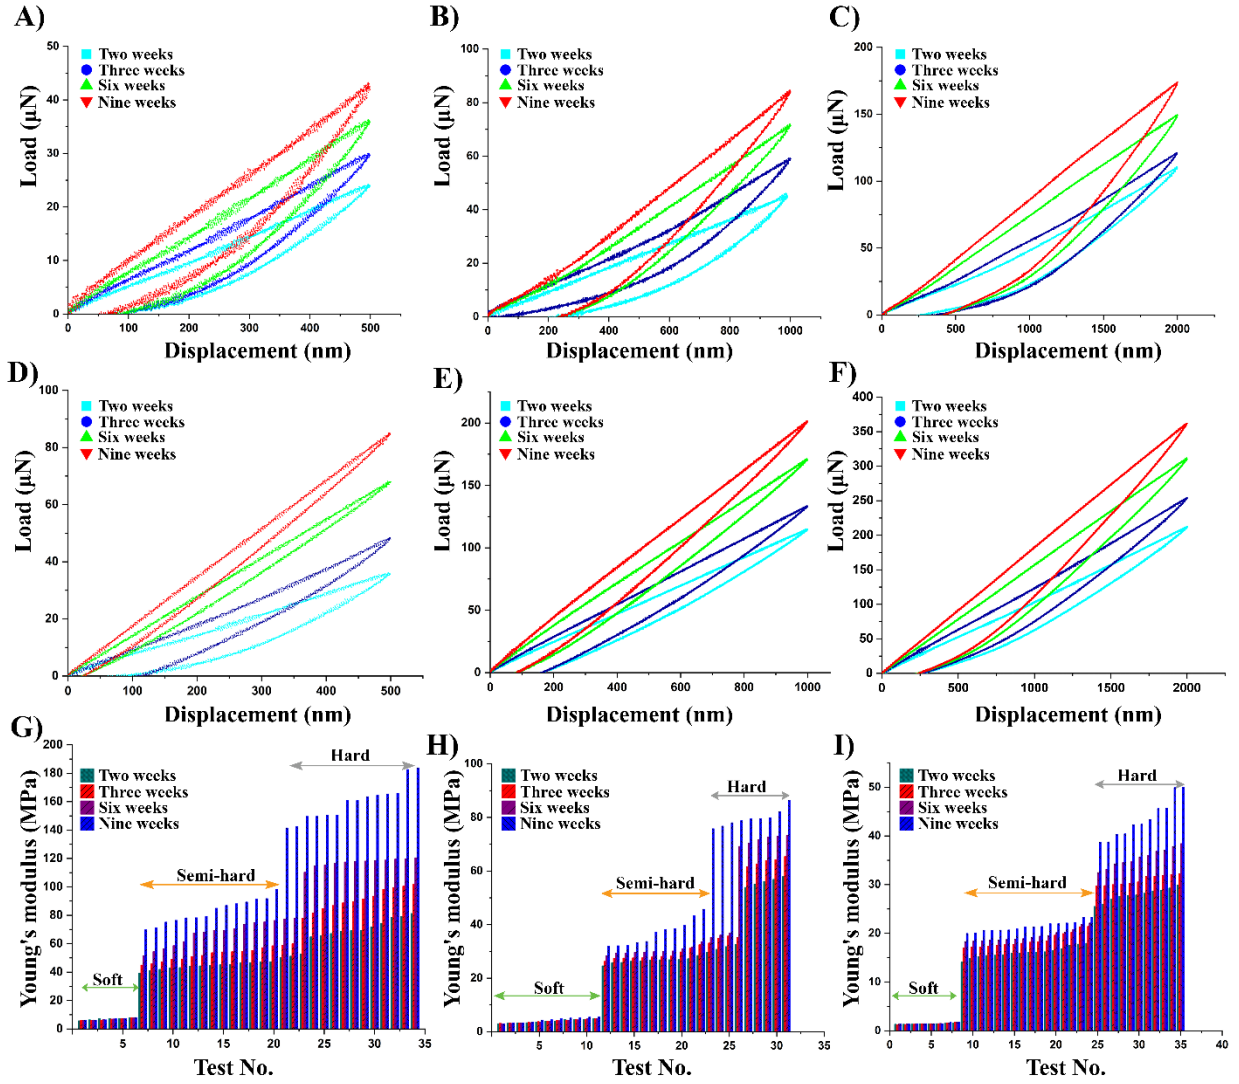 A)
50
40
30
20
10
0
0 100 200 300 400 500
Load (μN)
Displacement (nm)
Two weeks
Three weeks
Six weeks
Nine weeks
B)
100
80
60
40
20
0
0 200 400 600 800 1000
Load (μN)
Displacement (nm)
Two weeks
Three weeks
Six weeks
Nine weeks
C)
200
150
100
50
0
0 500 1000 1500 2000
Load (μN)
Displacement (nm)
Two weeks
Three weeks
Six weeks
Nine weeks
D)
100
80
60
40
20
0
0 100 200 300 400 500
Load (μN)
Displacement (nm)
Two weeks
Three weeks
Six weeks
Nine weeks
E)
200
150
100
50
0
0 200 400 600 800 1000
Load (μN)
Displacement (nm)
Two weeks
Three weeks
Six weeks
Nine weeks
F)
400
350
300
250
200
150
100
50
0
0 500 1000 1500 2000
Load (μN)
Displacement (nm)
Two weeks
Three weeks
Six weeks
Nine weeks
G)
200
180
160
140
120
100
80
60
40
20
0
5 10 15 20 25 30 35
Young's modulus (MPa)
Test No.
Two weeks
Three weeks
Six weeks
Nine weeks
Hard
Semi-hard
Soft
H)
100
80
60
40
20
0
5 10 15 20 25 30 35
Young's modulus (MPa)
Test No.
Two weeks
Three weeks
Six weeks
Nine weeks
Hard
Semi-hard
Soft
I)
50
40
30
20
10
0
0 5 10 15 20 25 30 35 40
Young's modulus (MPa)
Test No.
Two weeks
Three weeks
Six weeks
Nine weeks
Hard
Semi-hard
Soft